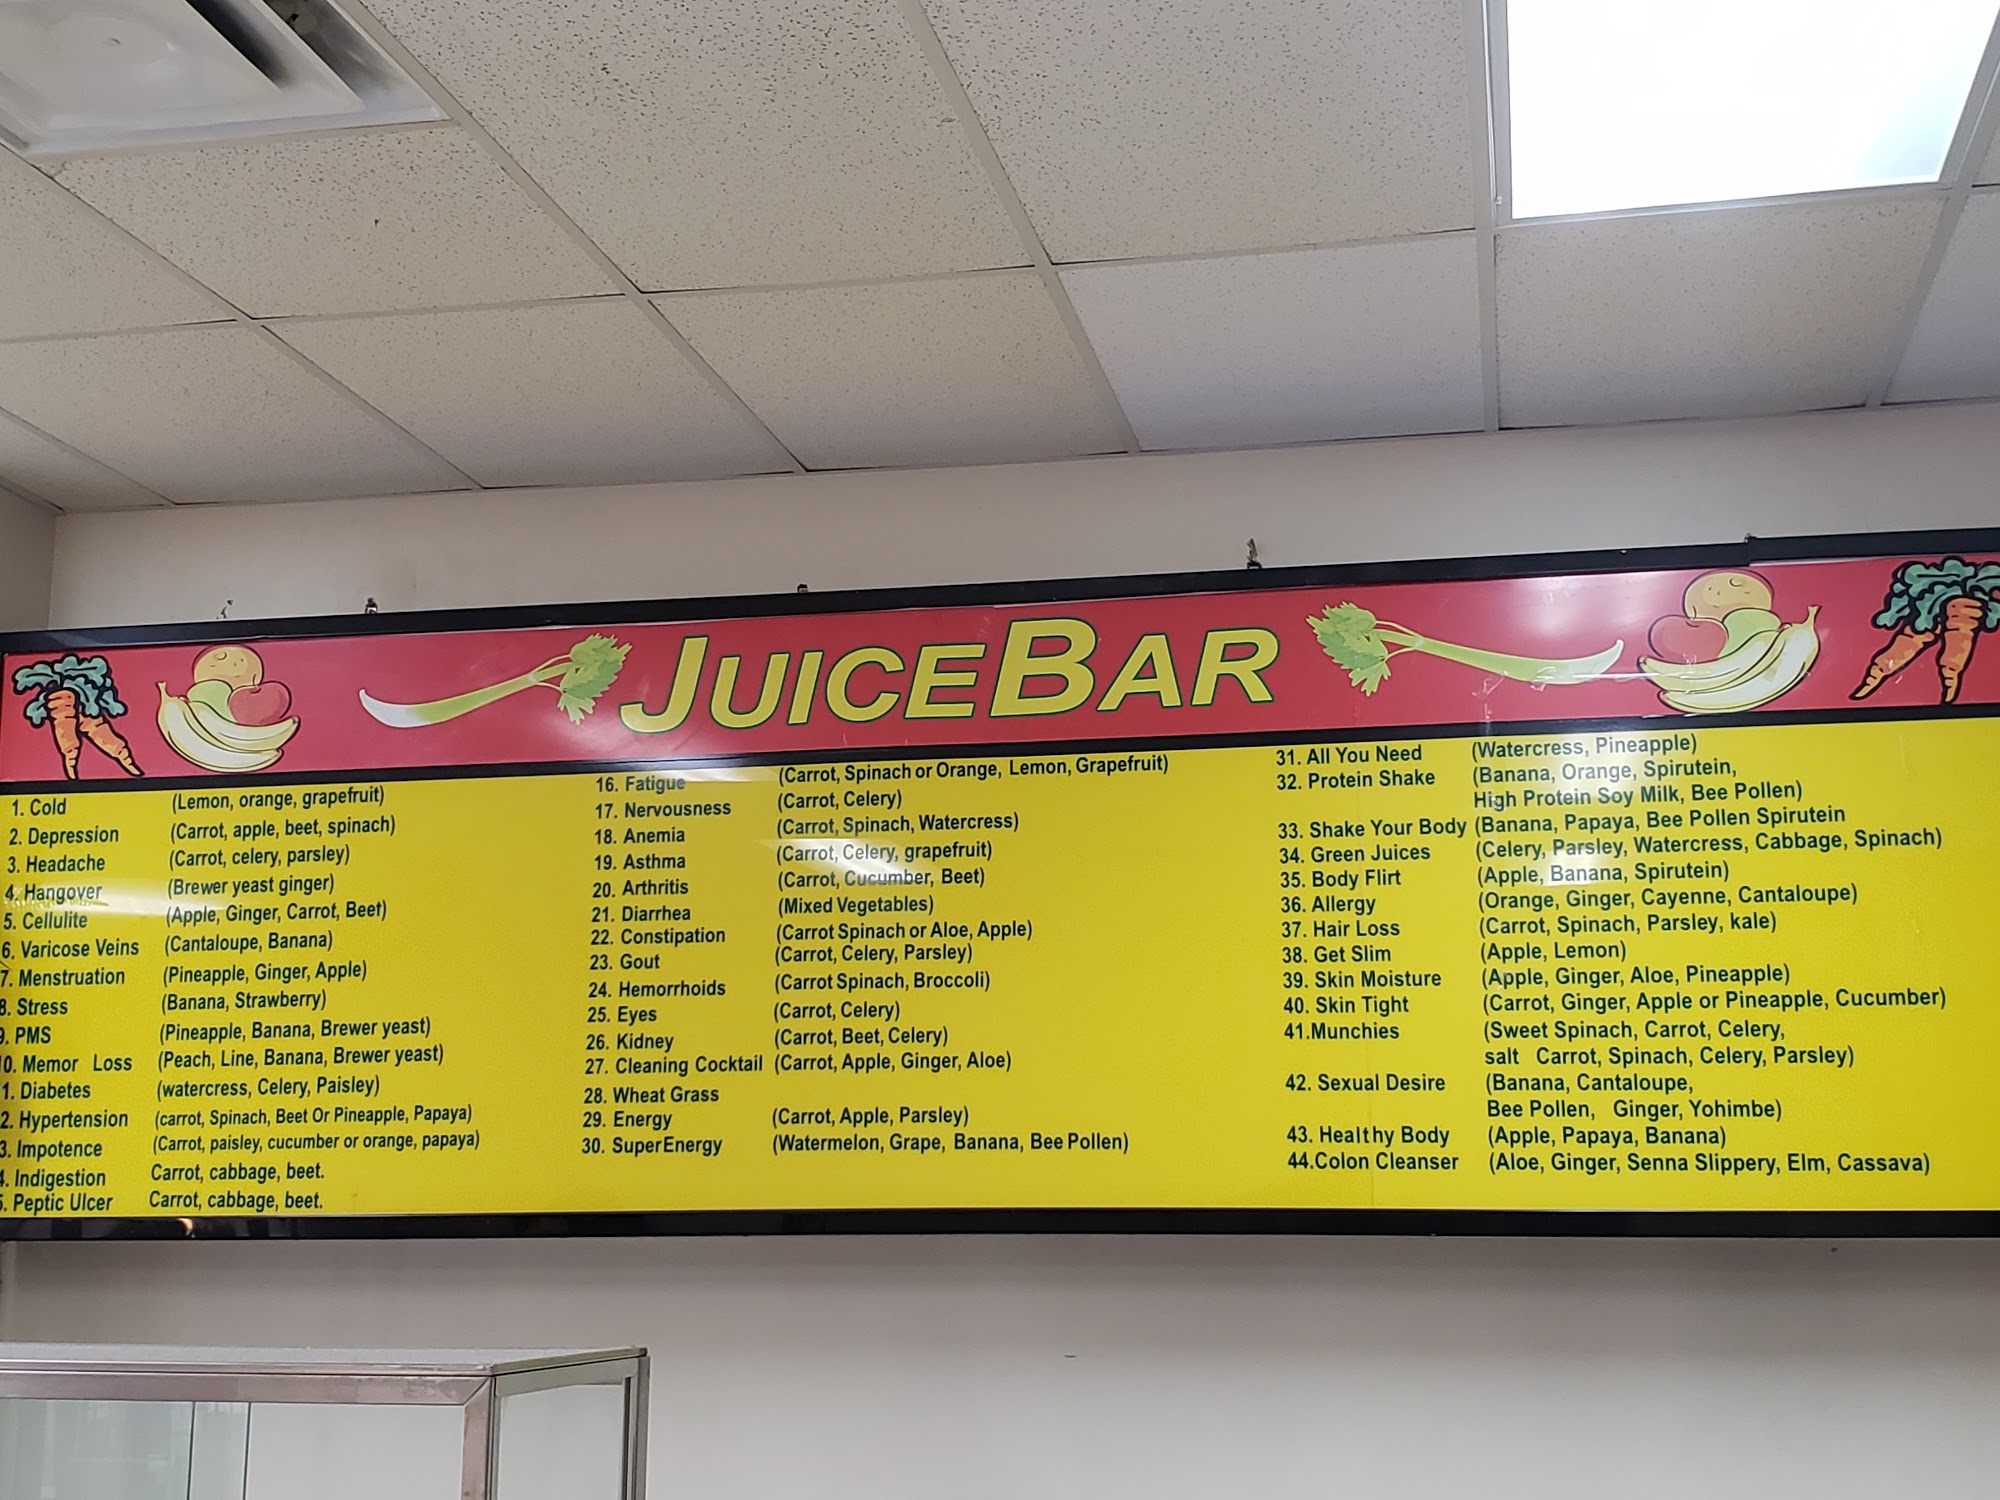 JUICEBAR
1. Cold (Lemon, orange, grapefruit)
2. Depression (Carrot, apple, beet, spinach)
3. Headache (Carrot, celery, parsley)
4. Hangover (Brewer yeast ginger)
5. Cellulite (Apple, Ginger, Carrot, Beet)
6. Varicose Veins (Cantaloupe, Banana)
7. Menstruation (Pineapple, Ginger, Apple)
8. Stress (Banana, Strawberry)
9. PMS (Pineapple, Banana, Brewer yeast)
0. Memor Loss (Peach, Line, Banana, Brewer yeast)
1. Diabetes (watercress, Celery, Paisley)
2. Hypertension (carrot, Spinach, Beet Or Pineapple, Papaya)
3. Impotence (Carrot, paisley, cucumber or orange, papaya)
4. Indigestion Carrot, cabbage, beet.
5. Peptic Ulcer Carrot, cabbage, beet.
16. Fatigue (Carrot, Spinach or Orange, Lemon, Grapefruit)
17. Nervousness (Carrot, Celery)
18. Anemia (Carrot, Spinach, Watercress)
19. Asthma (Carrot, Celery, grapefruit)
20. Arthritis (Carrot, Cucumber, Beet)
21. Diarrhea (Mixed Vegetables)
22. Constipation (Carrot Spinach or Aloe, Apple)
23. Gout (Carrot, Celery, Parsley)
24. Hemorrhoids (Carrot Spinach, Broccoli)
25. Eyes (Carrot, Celery)
26. Kidney (Carrot, Beet, Celery)
27. Cleaning Cocktail (Carrot, Apple, Ginger, Aloe)
28. Wheat Grass
29. Energy (Carrot, Apple, Parsley)
30. SuperEnergy (Watermelon, Grape, Banana, Bee Pollen)
31. All You Need (Watercress, Pineapple)
32. Protein Shake (Banana, Orange, Spirutein,
High Protein Soy Milk, Bee Pollen)
33. Shake Your Body (Banana, Papaya, Bee Pollen Spirutein
34. Green Juices (Celery, Parsley, Watercress, Cabbage, Spinach)
35. Body Flirt (Apple, Banana, Spirutein)
36. Allergy (Orange, Ginger, Cayenne, Cantaloupe)
37. Hair Loss (Carrot, Spinach, Parsley, kale)
38. Get Slim (Apple, Lemon)
39. Skin Moisture (Apple, Ginger, Aloe, Pineapple)
40. Skin Tight (Carrot, Ginger, Apple or Pineapple, Cucumber)
41.Munchies (Sweet Spinach, Carrot, Celery,
salt Carrot, Spinach, Celery, Parsley)
42. Sexual Desire (Banana, Cantaloupe,
Bee Pollen, Ginger, Yohimbe)
43. Healthy Body (Apple, Papaya, Banana)
44.Colon Cleanser (Aloe, Ginger, Senna Slippery, Elm, Cassava)